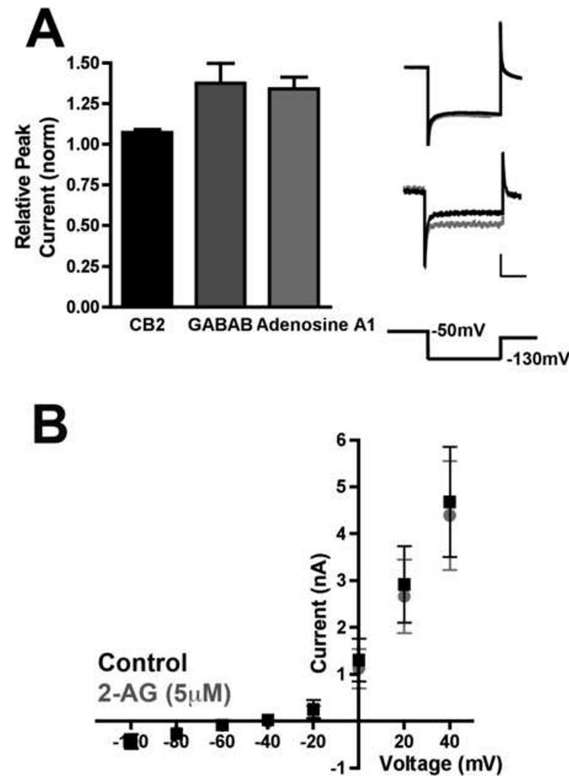 A
Relative Peak
Current (norm)
1.50
1.25
1.00
0.75
0.50
0.25
0.00
CB2 GABAB Adenosine A1
-50mV
-130mV
B
Current (nA)
6
5
4
3
2
1
-1
Control
2-AG (5μM)
-100 -80 -60 -40 -20 20 40
Voltage (mV)